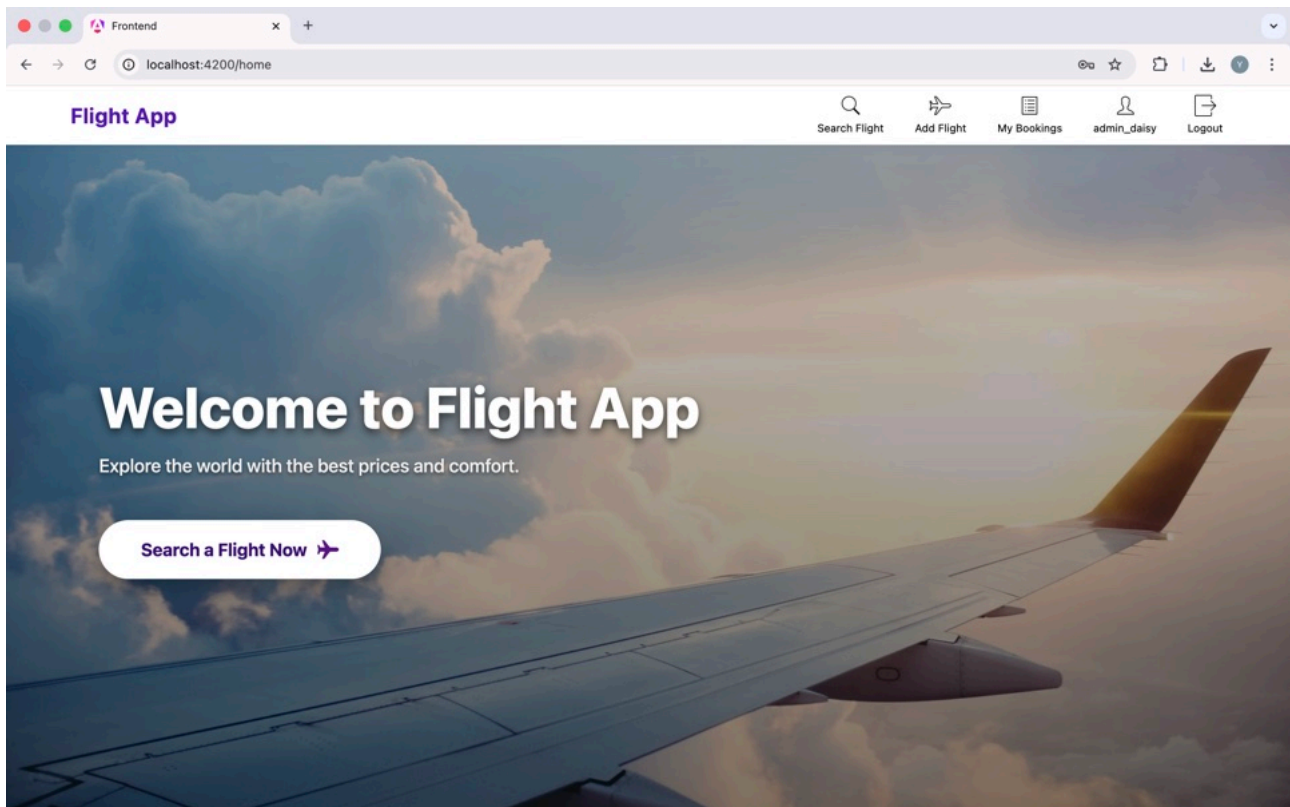 Frontend
localhost:4200/home
Y
Flight App
Search Flight
Add Flight
My Bookings
admin_daisy
Logout
Welcome to Flight App
Explore the world with the best prices and comfort.
Search a Flight Now